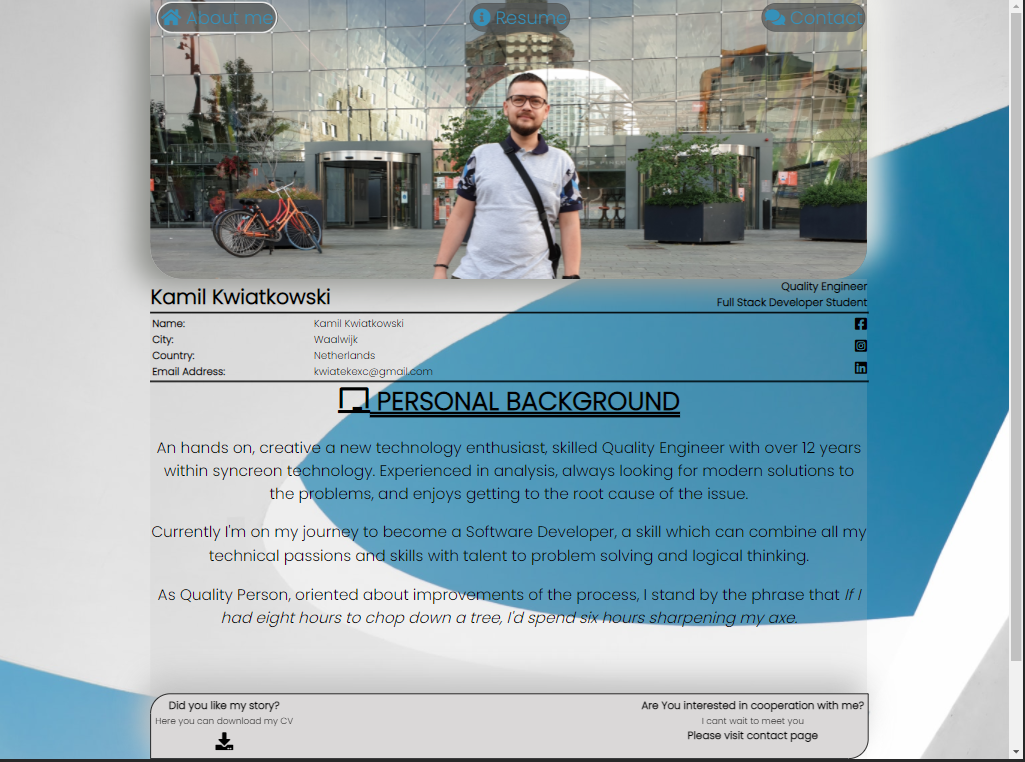 About me
Resume
Contact
Kamil Kwiatkowski
Quality Engineer
Full Stack Developer Student
Name: Kamil Kwiatkowski
City: Waalwijk
Country: Netherlands
Email Address: kwiatekexc@gmail.com
PERSONAL BACKGROUND
An hands on, creative a new technology enthusiast, skilled Quality Engineer with over 12 years
within syncreon technology. Experienced in analysis, always looking for modern solutions to
the problems, and enjoys getting to the root cause of the issue.
Currently I'm on my journey to become a Software Developer, a skill which can combine all my
technical passions and skills with talent to problem solving and logical thinking.
As Quality Person, oriented about improvements of the process, I stand by the phrase that If I
had eight hours to chop down a tree, I'd spend six hours sharpening my axe.
Did you like my story?
Here you can download my CV
Are You interested in cooperation with me?
I cant wait to meet you
Please visit contact page